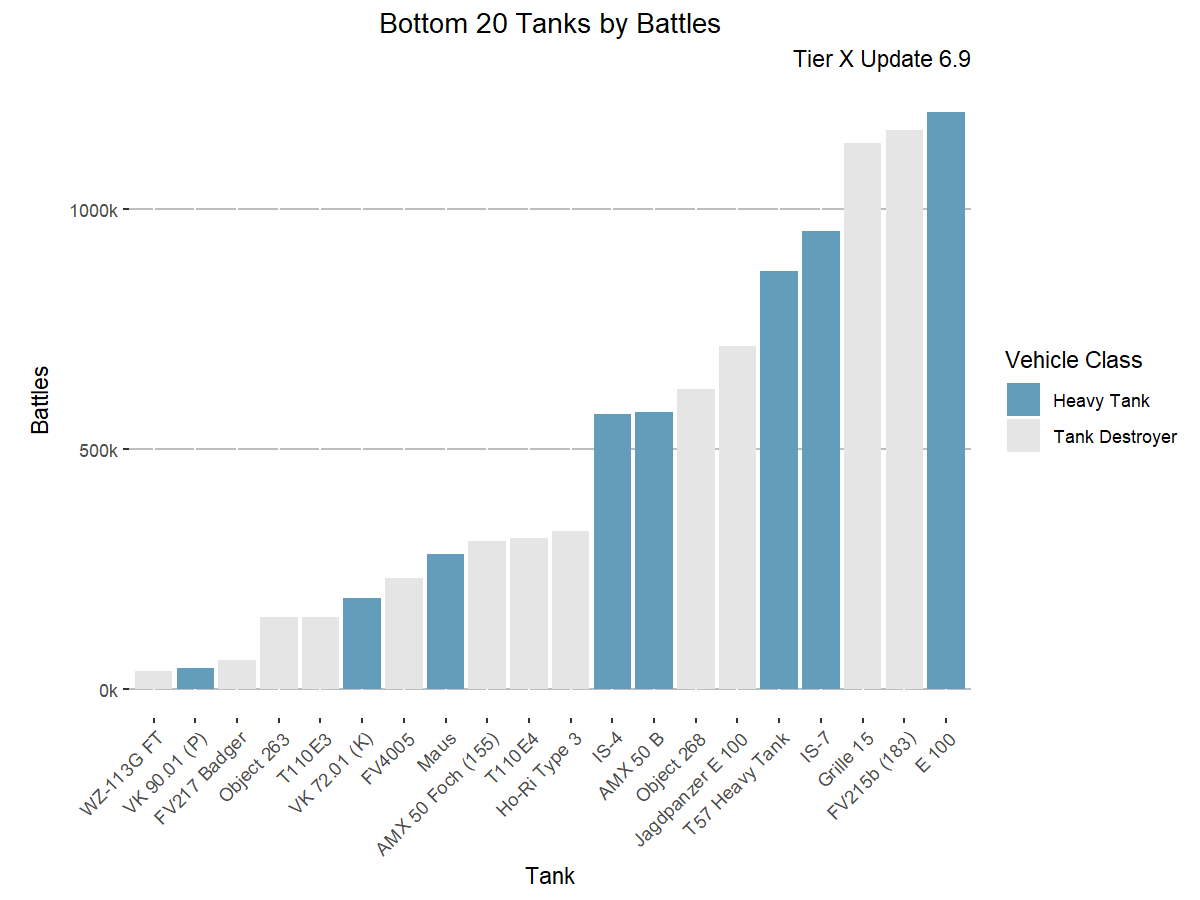 Bottom 20 Tanks by Battles
Tier X Update 6.9
Battles
1000k
500k
0k
WZ-113G FT
VK 90.01 (P)
FV217 Badger
Object 263
T110E3
VK 72.01 (K)
FV4005
Maus
AMX 50 Foch (155)
T110E4
Ho-Ri Type 3
IS-4
AMX 50 B
Object 268
Jagdpanzer E 100
T57 Heavy Tank
IS-7
Grille 15
FV215b (183)
E 100
Tank
Vehicle Class
Heavy Tank
Tank Destroyer